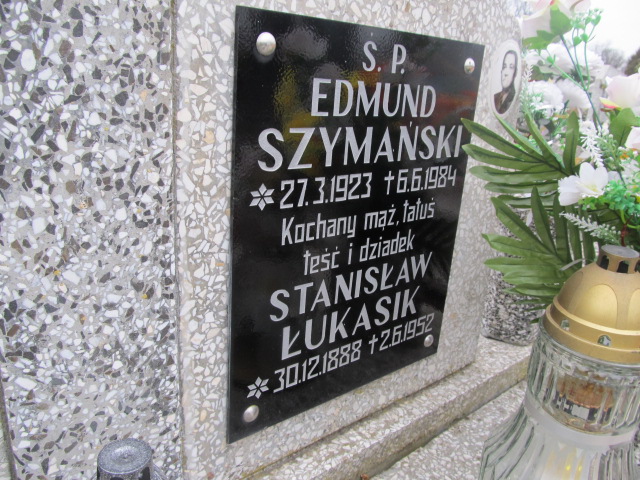 Ś. P.
EDMUND
SZYMAŃSKI
27.3.1923 †6.6.1984
Kochany mąż, tatuś
teść i dziadek
STANISŁAW
ŁUKASIK
30.12.1888 †2.6.1952